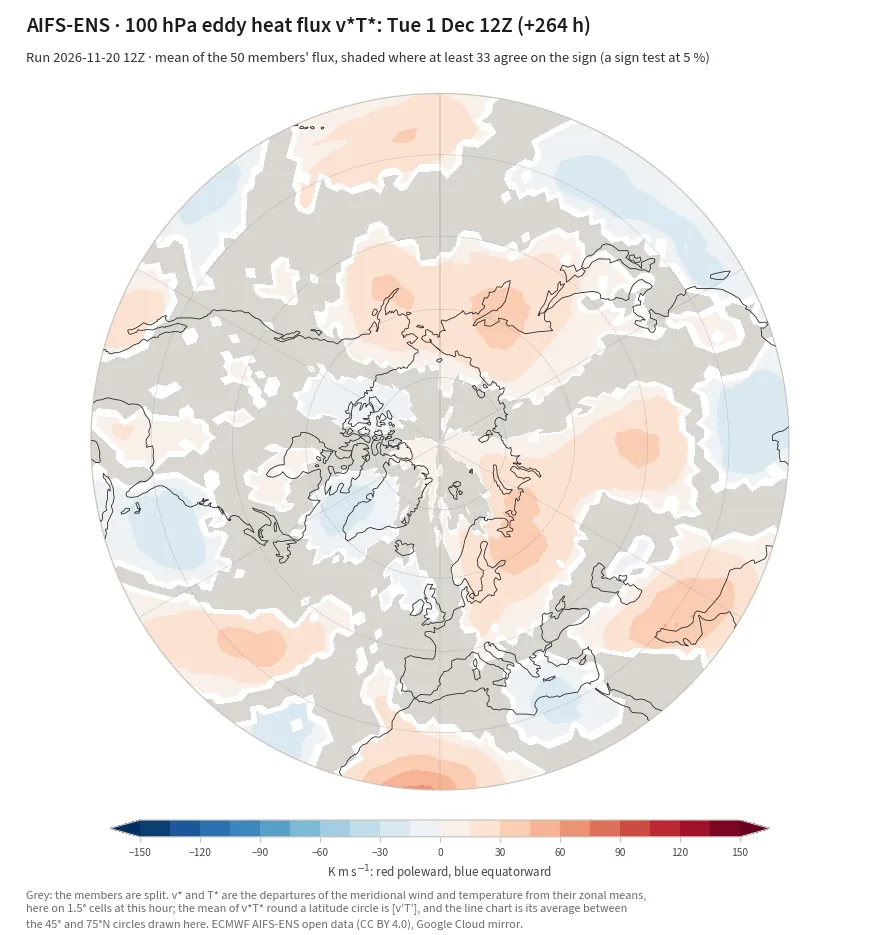 AIFS-ENS · 100 hPa eddy heat flux v*T*: Tue 1 Dec 12Z (+264 h)
Run 2026-11-20 12Z · mean of the 50 members' flux, shaded where at least 33 agree on the sign (a sign test at 5 %)
−150 −120 −90 −60 −30 0 30 60 90 120 150
K m s⁻¹: red poleward, blue equatorward
Grey: the members are split. v* and T* are the departures of the meridional wind and temperature from their zonal means,
here on 1.5° cells at this hour; the mean of v*T* round a latitude circle is [v′T′], and the line chart is its average between
the 45° and 75°N circles drawn here. ECMWF AIFS-ENS open data (CC BY 4.0), Google Cloud mirror.